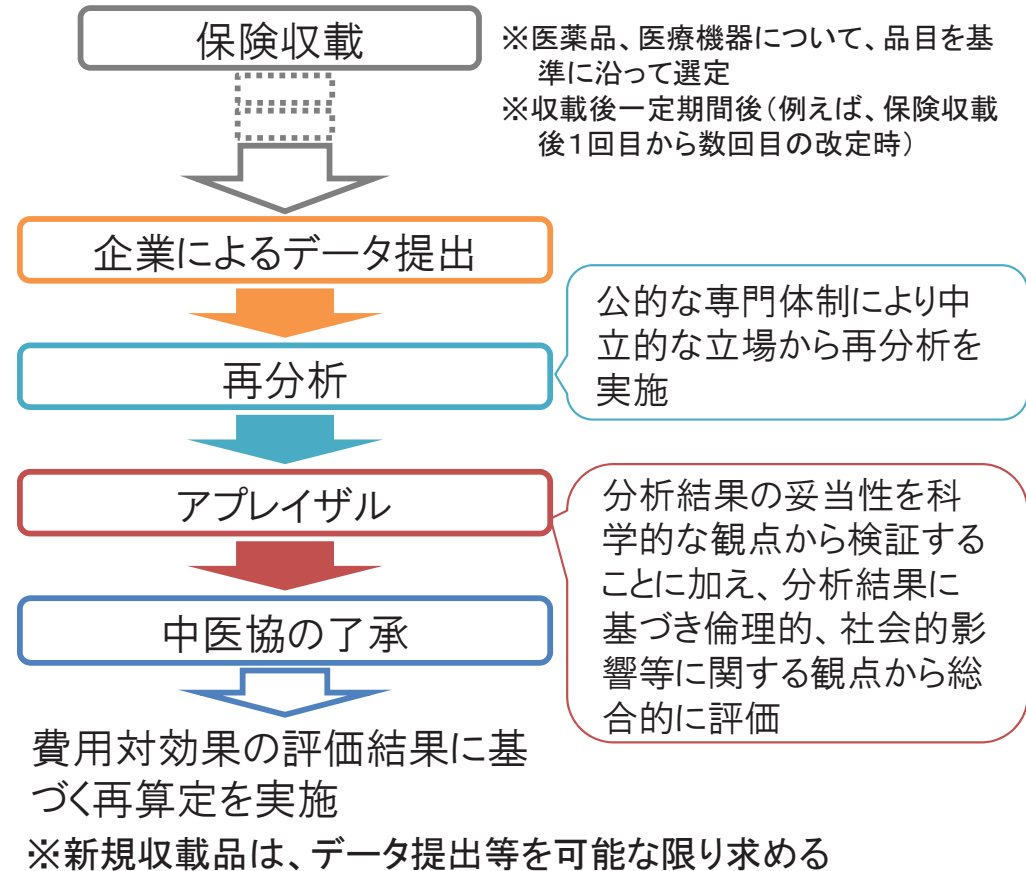 保険収載
※医薬品、医療機器について、品目を基
準に沿って選定
※収載後一定期間後(例えば、保険収載
後1回目から数回目の改定時)
企業によるデータ提出
公的な専門体制により中
立的な立場から再分析を
実施
再分析
アプレイザル
分析結果の妥当性を科
学的な観点から検証する
ことに加え、分析結果に
基づき倫理的、社会的影
響等に関する観点から総
合的に評価
中医協の了承
費用対効果の評価結果に基
づく再算定を実施
※新規収載品は、データ提出等を可能な限り求める